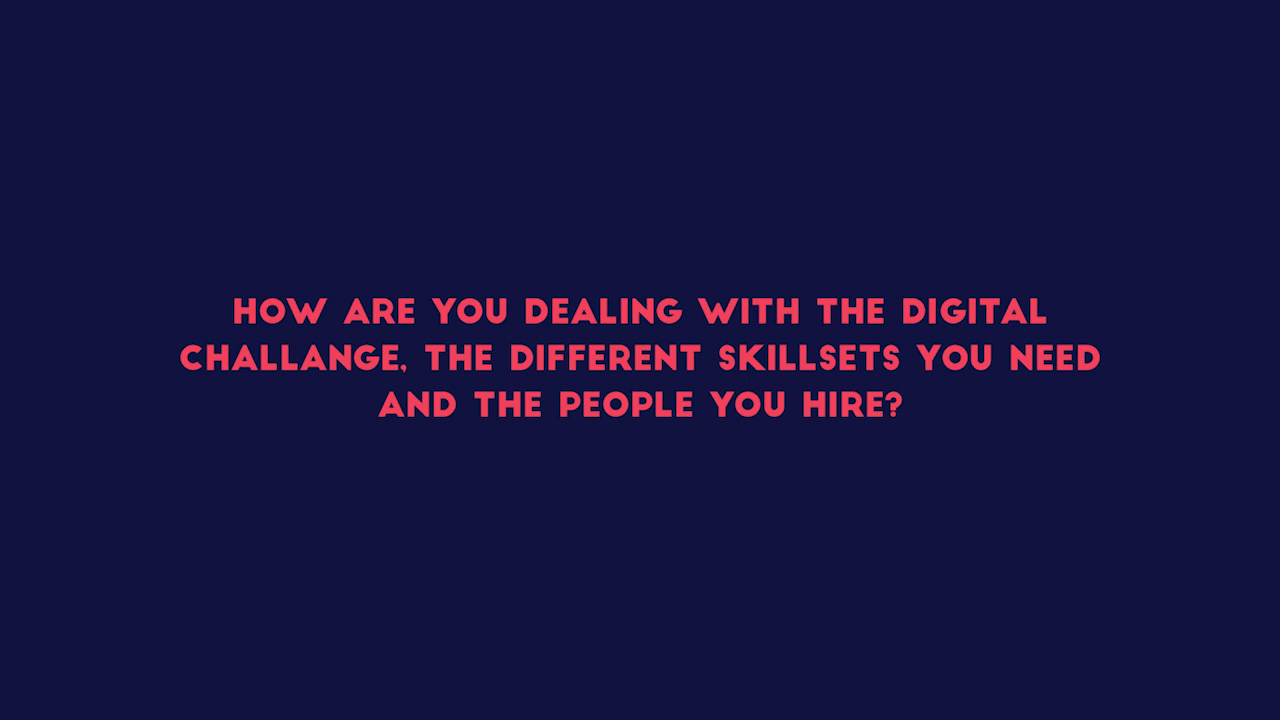 HOW ARE YOU DEALING WITH THE DIGITAL
CHALLANGE, THE DIFFERENT SKILLSETS YOU NEED
AND THE PEOPLE YOU HIRE?